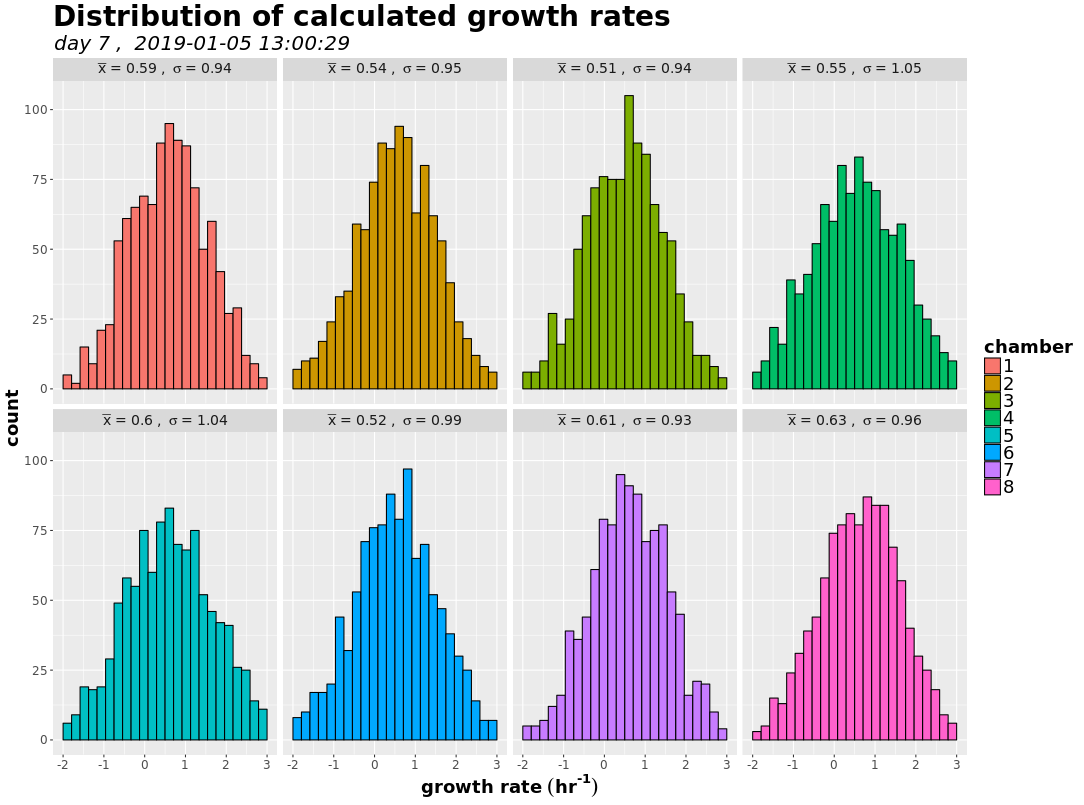 Distribution of calculated growth rates
day 7 ,  2019-01-05 13:00:29
x̅ = 0.59 ,  σ = 0.94
x̅ = 0.54 ,  σ = 0.95
x̅ = 0.51 ,  σ = 0.94
x̅ = 0.55 ,  σ = 1.05
100
75
50
25
0
x̅ = 0.6 ,  σ = 1.04
x̅ = 0.52 ,  σ = 0.99
x̅ = 0.61 ,  σ = 0.93
x̅ = 0.63 ,  σ = 0.96
100
75
50
25
0
-2 -1 0 1 2 3
-2 -1 0 1 2 3
-2 -1 0 1 2 3
-2 -1 0 1 2 3
count
growth rate (hr⁻¹)
chamber
1
2
3
4
5
6
7
8